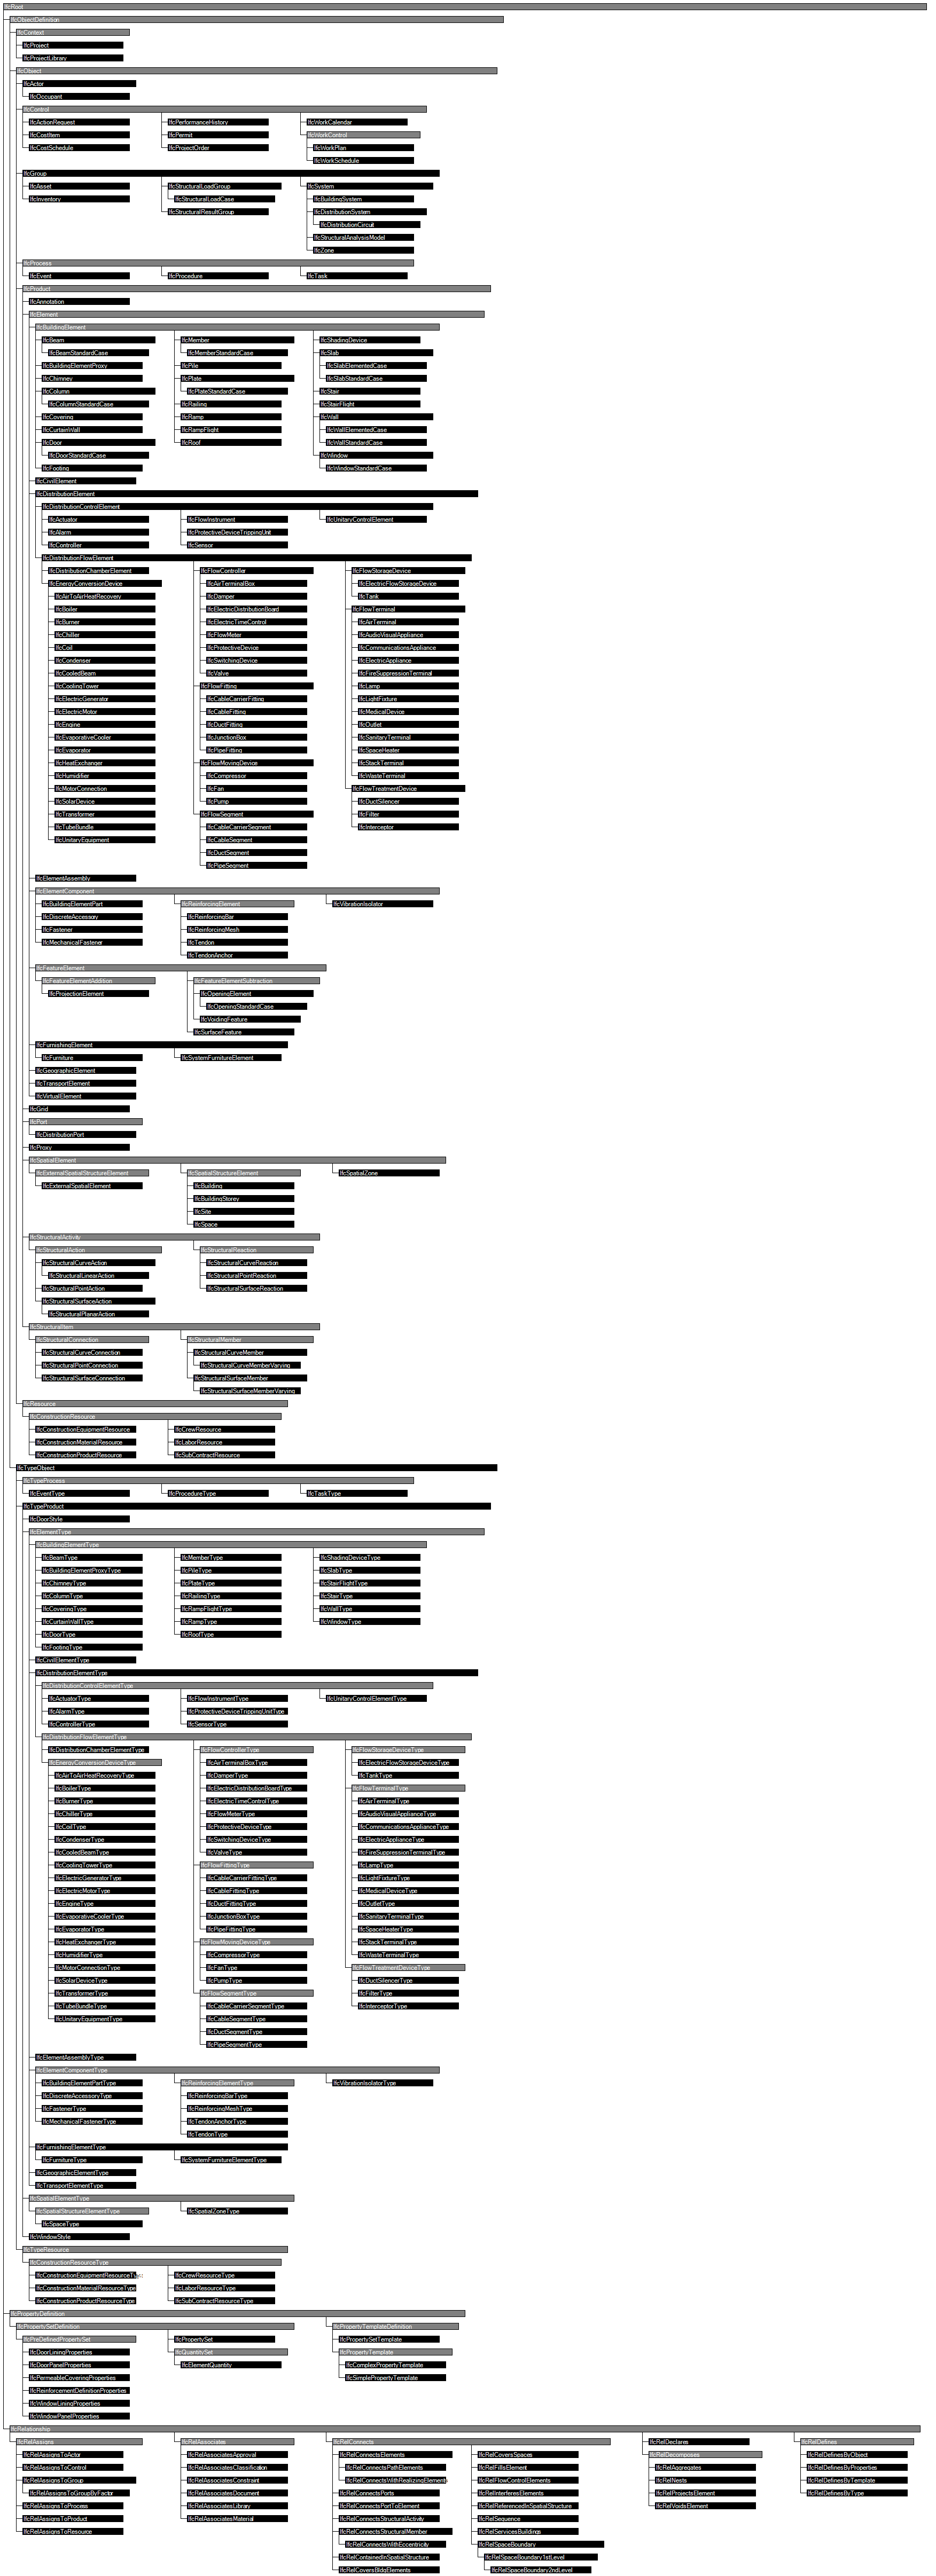 IfcRoot
IfcObjectDefinition
IfcContext
IfcProject
IfcProjectLibrary
IfcObject
IfcActor
IfcOccupant
IfcControl
IfcActionRequest IfcPerformanceHistory IfcWorkCalendar
IfcCostItem IfcPermit IfcWorkControl
IfcCostSchedule IfcProjectOrder IfcWorkPlan
IfcWorkSchedule
IfcGroup
IfcAsset IfcStructuralLoadGroup IfcSystem
IfcInventory IfcStructuralLoadCase IfcBuildingSystem
IfcStructuralResultGroup IfcDistributionSystem
IfcDistributionCircuit
IfcStructuralAnalysisModel
IfcZone
IfcProcess
IfcEvent IfcProcedure IfcTask
IfcProduct
IfcAnnotation
IfcElement
IfcBuildingElement
IfcBeam IfcMember IfcShadingDevice
IfcBeamStandardCase IfcMemberStandardCase IfcSlab
IfcBuildingElementProxy IfcPile IfcSlabElementedCase
IfcChimney IfcPlate IfcSlabStandardCase
IfcColumn IfcPlateStandardCase IfcStair
IfcColumnStandardCase IfcRailing IfcStairFlight
IfcCovering IfcRamp IfcWall
IfcCurtainWall IfcRampFlight IfcWallElementedCase
IfcDoor IfcRoof IfcWallStandardCase
IfcDoorStandardCase IfcWindow
IfcFooting IfcWindowStandardCase
IfcCivilElement
IfcDistributionElement
IfcDistributionControlElement
IfcActuator IfcFlowInstrument IfcUnitaryControlElement
IfcAlarm IfcProtectiveDeviceTrippingUnit
IfcController IfcSensor
IfcDistributionFlowElement
IfcDistributionChamberElement IfcFlowController IfcFlowStorageDevice
IfcEnergyConversionDevice IfcAirTerminalBox IfcElectricFlowStorageDevice
IfcAirToAirHeatRecovery IfcDamper IfcTank
IfcBoiler IfcElectricDistributionBoard IfcFlowTerminal
IfcBurner IfcElectricTimeControl IfcAirTerminal
IfcChiller IfcFlowMeter IfcAudioVisualAppliance
IfcCoil IfcProtectiveDevice IfcCommunicationsAppliance
IfcCondenser IfcSwitchingDevice IfcElectricAppliance
IfcCooledBeam IfcValve IfcFireSuppressionTerminal
IfcCoolingTower IfcFlowFitting IfcLamp
IfcElectricGenerator IfcCableCarrierFitting IfcLightFixture
IfcElectricMotor IfcCableFitting IfcMedicalDevice
IfcEngine IfcDuctFitting IfcOutlet
IfcEvaporativeCooler IfcJunctionBox IfcSanitaryTerminal
IfcEvaporator IfcPipeFitting IfcSpaceHeater
IfcHeatExchanger IfcFlowMovingDevice IfcStackTerminal
IfcHumidifier IfcCompressor IfcWasteTerminal
IfcMotorConnection IfcFan IfcFlowTreatmentDevice
IfcSolarDevice IfcPump IfcDuctSilencer
IfcTransformer IfcFlowSegment IfcFilter
IfcTubeBundle IfcCableCarrierSegment IfcInterceptor
IfcUnitaryEquipment IfcCableSegment
IfcDuctSegment
IfcPipeSegment
IfcElementAssembly
IfcElementComponent
IfcBuildingElementPart IfcReinforcingElement IfcVibrationIsolator
IfcDiscreteAccessory IfcReinforcingBar
IfcFastener IfcReinforcingMesh
IfcMechanicalFastener IfcTendon
IfcTendonAnchor
IfcFeatureElement
IfcFeatureElementAddition IfcFeatureElementSubtraction
IfcProjectionElement IfcOpeningElement
IfcOpeningStandardCase
IfcVoidingFeature
IfcSurfaceFeature
IfcFurnishingElement
IfcFurniture IfcSystemFurnitureElement
IfcGeographicElement
IfcTransportElement
IfcVirtualElement
IfcGrid
IfcPort
IfcDistributionPort
IfcProxy
IfcSpatialElement
IfcExternalSpatialStructureElement IfcSpatialStructureElement IfcSpatialZone
IfcExternalSpatialElement IfcBuilding
IfcBuildingStorey
IfcSite
IfcSpace
IfcStructuralActivity
IfcStructuralAction IfcStructuralReaction
IfcStructuralCurveAction IfcStructuralCurveReaction
IfcStructuralLinearAction IfcStructuralPointReaction
IfcStructuralPointAction IfcStructuralSurfaceReaction
IfcStructuralSurfaceAction
IfcStructuralPlanarAction
IfcStructuralItem
IfcStructuralConnection IfcStructuralMember
IfcStructuralCurveConnection IfcStructuralCurveMember
IfcStructuralPointConnection IfcStructuralCurveMemberVarying
IfcStructuralSurfaceConnection IfcStructuralSurfaceMember
IfcStructuralSurfaceMemberVarying
IfcResource
IfcConstructionResource
IfcConstructionEquipmentResource IfcCrewResource
IfcConstructionMaterialResource IfcLaborResource
IfcConstructionProductResource IfcSubContractResource
IfcTypeObject
IfcTypeProcess
IfcEventType IfcProcedureType IfcTaskType
IfcTypeProduct
IfcDoorStyle
IfcElementType
IfcBuildingElementType
IfcBeamType IfcMemberType IfcShadingDeviceType
IfcBuildingElementProxyType IfcPileType IfcSlabType
IfcChimneyType IfcPlateType IfcStairFlightType
IfcColumnType IfcRailingType IfcStairType
IfcCoveringType IfcRampFlightType IfcWallType
IfcCurtainWallType IfcRampType IfcWindowType
IfcDoorType IfcRoofType
IfcFootingType
IfcCivilElementType
IfcDistributionElementType
IfcDistributionControlElementType
IfcActuatorType IfcFlowInstrumentType IfcUnitaryControlElementType
IfcAlarmType IfcProtectiveDeviceTrippingUnitType
IfcControllerType IfcSensorType
IfcDistributionFlowElementType
IfcDistributionChamberElementType IfcFlowControllerType IfcFlowStorageDeviceType
IfcEnergyConversionDeviceType IfcAirTerminalBoxType IfcElectricFlowStorageDeviceType
IfcAirToAirHeatRecoveryType IfcDamperType IfcTankType
IfcBoilerType IfcElectricDistributionBoardType IfcFlowTerminalType
IfcBurnerType IfcElectricTimeControlType IfcAirTerminalType
IfcChillerType IfcFlowMeterType IfcAudioVisualApplianceType
IfcCoilType IfcProtectiveDeviceType IfcCommunicationsApplianceType
IfcCondenserType IfcSwitchingDeviceType IfcElectricApplianceType
IfcCooledBeamType IfcValveType IfcFireSuppressionTerminalType
IfcCoolingTowerType IfcFlowFittingType IfcLampType
IfcElectricGeneratorType IfcCableCarrierFittingType IfcLightFixtureType
IfcElectricMotorType IfcCableFittingType IfcMedicalDeviceType
IfcEngineType IfcDuctFittingType IfcOutletType
IfcEvaporativeCoolerType IfcJunctionBoxType IfcSanitaryTerminalType
IfcEvaporatorType IfcPipeFittingType IfcSpaceHeaterType
IfcHeatExchangerType IfcFlowMovingDeviceType IfcStackTerminalType
IfcHumidifierType IfcCompressorType IfcWasteTerminalType
IfcMotorConnectionType IfcFanType IfcFlowTreatmentDeviceType
IfcSolarDeviceType IfcPumpType IfcDuctSilencerType
IfcTransformerType IfcFlowSegmentType IfcFilterType
IfcTubeBundleType IfcCableCarrierSegmentType IfcInterceptorType
IfcUnitaryEquipmentType IfcCableSegmentType
IfcDuctSegmentType
IfcPipeSegmentType
IfcElementAssemblyType
IfcElementComponentType
IfcBuildingElementPartType IfcReinforcingElementType IfcVibrationIsolatorType
IfcDiscreteAccessoryType IfcReinforcingBarType
IfcFastenerType IfcReinforcingMeshType
IfcMechanicalFastenerType IfcTendonAnchorType
IfcTendonType
IfcFurnishingElementType
IfcFurnitureType IfcSystemFurnitureElementType
IfcGeographicElementType
IfcTransportElementType
IfcSpatialElementType
IfcSpatialStructureElementType IfcSpatialZoneType
IfcSpaceType
IfcWindowStyle
IfcTypeResource
IfcConstructionResourceType
IfcConstructionEquipmentResourceType IfcCrewResourceType
IfcConstructionMaterialResourceType IfcLaborResourceType
IfcConstructionProductResourceType IfcSubContractResourceType
IfcPropertyDefinition
IfcPropertySetDefinition IfcPropertyTemplateDefinition
IfcPreDefinedPropertySet IfcPropertySet IfcPropertySetTemplate
IfcDoorLiningProperties IfcQuantitySet IfcPropertyTemplate
IfcDoorPanelProperties IfcElementQuantity IfcComplexPropertyTemplate
IfcPermeableCoveringProperties IfcSimplePropertyTemplate
IfcReinforcementDefinitionProperties
IfcWindowLiningProperties
IfcWindowPanelProperties
IfcRelationship
IfcRelAssigns IfcRelAssociates IfcRelConnects IfcRelDeclares IfcRelDefines
IfcRelAssignsToActor IfcRelAssociatesApproval IfcRelConnectsElements IfcRelCoversSpaces IfcRelDecomposes IfcRelDefinesByObject
IfcRelAssignsToControl IfcRelAssociatesClassification IfcRelConnectsPathElements IfcRelFillsElement IfcRelAggregates IfcRelDefinesByProperties
IfcRelAssignsToGroup IfcRelAssociatesConstraint IfcRelConnectsWithRealizingElements IfcRelFlowControlElements IfcRelNests IfcRelDefinesByTemplate
IfcRelAssignsToGroupByFactor IfcRelAssociatesDocument IfcRelConnectsPorts IfcRelInterferesElements IfcRelProjectsElement IfcRelDefinesByType
IfcRelAssignsToProcess IfcRelAssociatesLibrary IfcRelConnectsPortToElement IfcRelReferencedInSpatialStructure IfcRelVoidsElement
IfcRelAssignsToProduct IfcRelAssociatesMaterial IfcRelConnectsStructuralActivity IfcRelSequence
IfcRelAssignsToResource IfcRelConnectsStructuralMember IfcRelServicesBuildings
IfcRelConnectsWithEccentricity IfcRelSpaceBoundary
IfcRelContainedInSpatialStructure IfcRelSpaceBoundary1stLevel
IfcRelCoversBldgElements IfcRelSpaceBoundary2ndLevel